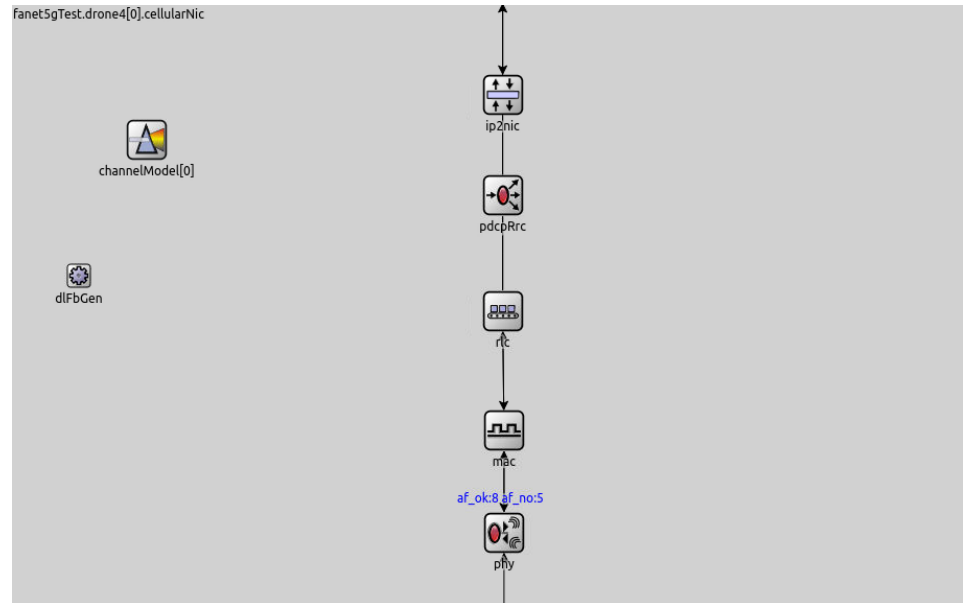 fanet5gTest.drone4[0].cellularNic
ip2nic
channelModel[0]
pdcpRrc
dlFbGen
rlc
mac
af_ok:8 af_no:5
phy